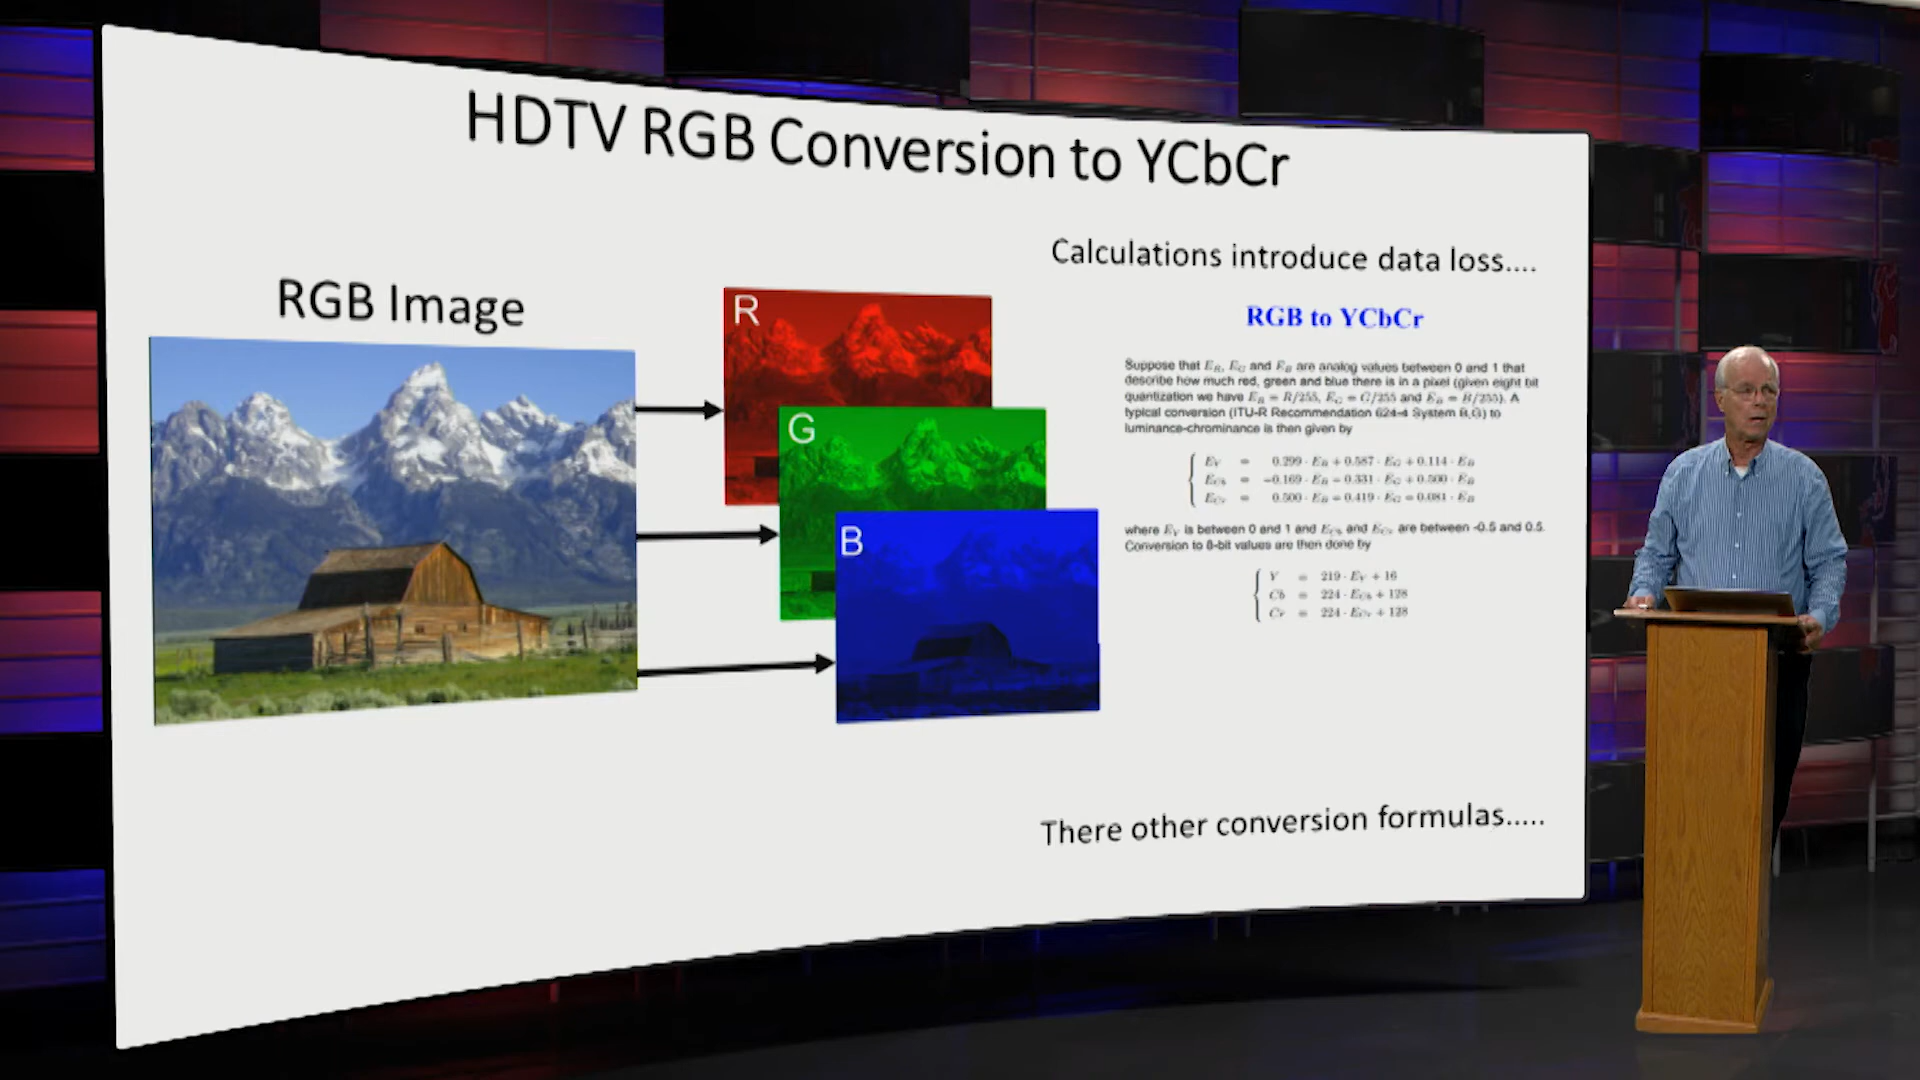 HDTV RGB Conversion to YCbCr
Calculations introduce data loss....
RGB Image
R
G
B
RGB to YCbCr
Suppose that E_R, E_G and E_B are analog values between 0 and 1 that
describe how much red, green and blue there is in a pixel (given eight bit
quantization we have E_R = R/255, E_G = G/255 and E_B = B/255). A
typical conversion (ITU-R Recommendation 624-4 System B,G) to
luminance-chrominance is then given by
E_Y = 0.299 · E_R + 0.587 · E_G + 0.114 · E_B
E_Cb = −0.169 · E_R − 0.331 · E_G + 0.500 · E_B
E_Cr = 0.500 · E_R − 0.419 · E_G − 0.081 · E_B
where E_Y is between 0 and 1 and E_Cb and E_Cr are between -0.5 and 0.5.
Conversion to 8-bit values are then done by
Y = 219 · E_Y + 16
Cb = 224 · E_Cb + 128
Cr = 224 · E_Cr + 128
There other conversion formulas.....